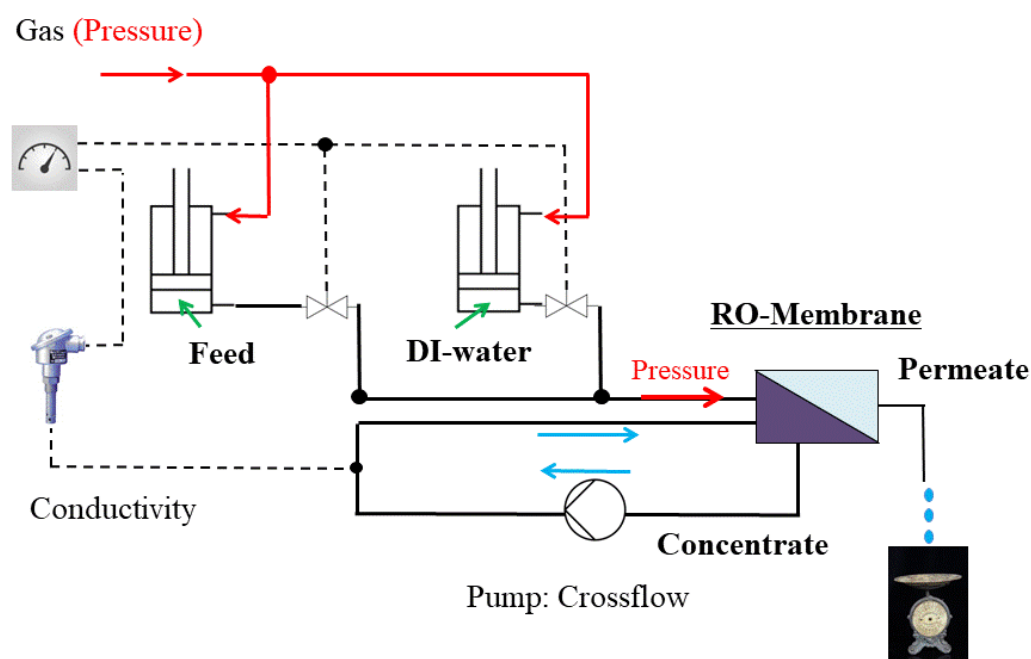 Gas (Pressure)
Feed
DI-water
RO-Membrane
Pressure
Permeate
Conductivity
Concentrate
Pump: Crossflow